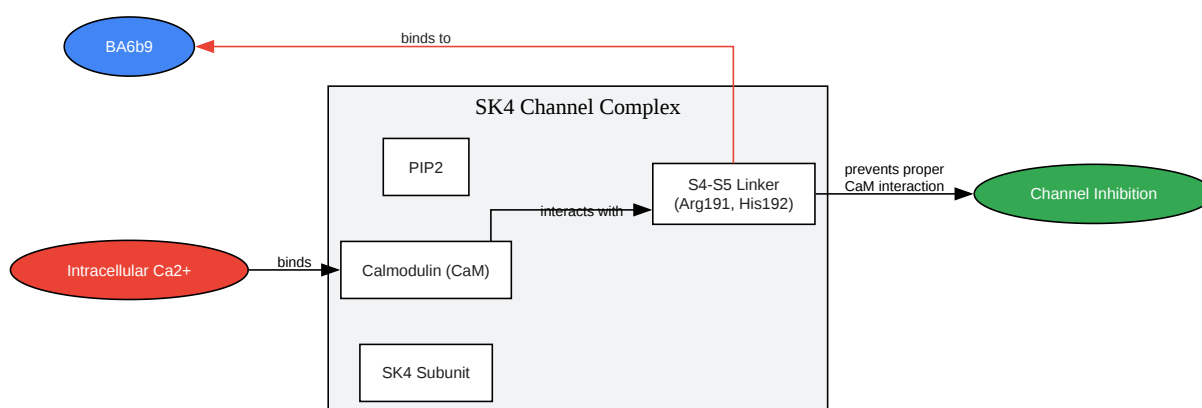 BA6b9
binds to
SK4 Channel Complex
PIP2
S4-S5 Linker
(Arg191, His192)
prevents proper
CaM interaction
Channel Inhibition
interacts with
Intracellular Ca2+
binds
Calmodulin (CaM)
SK4 Subunit